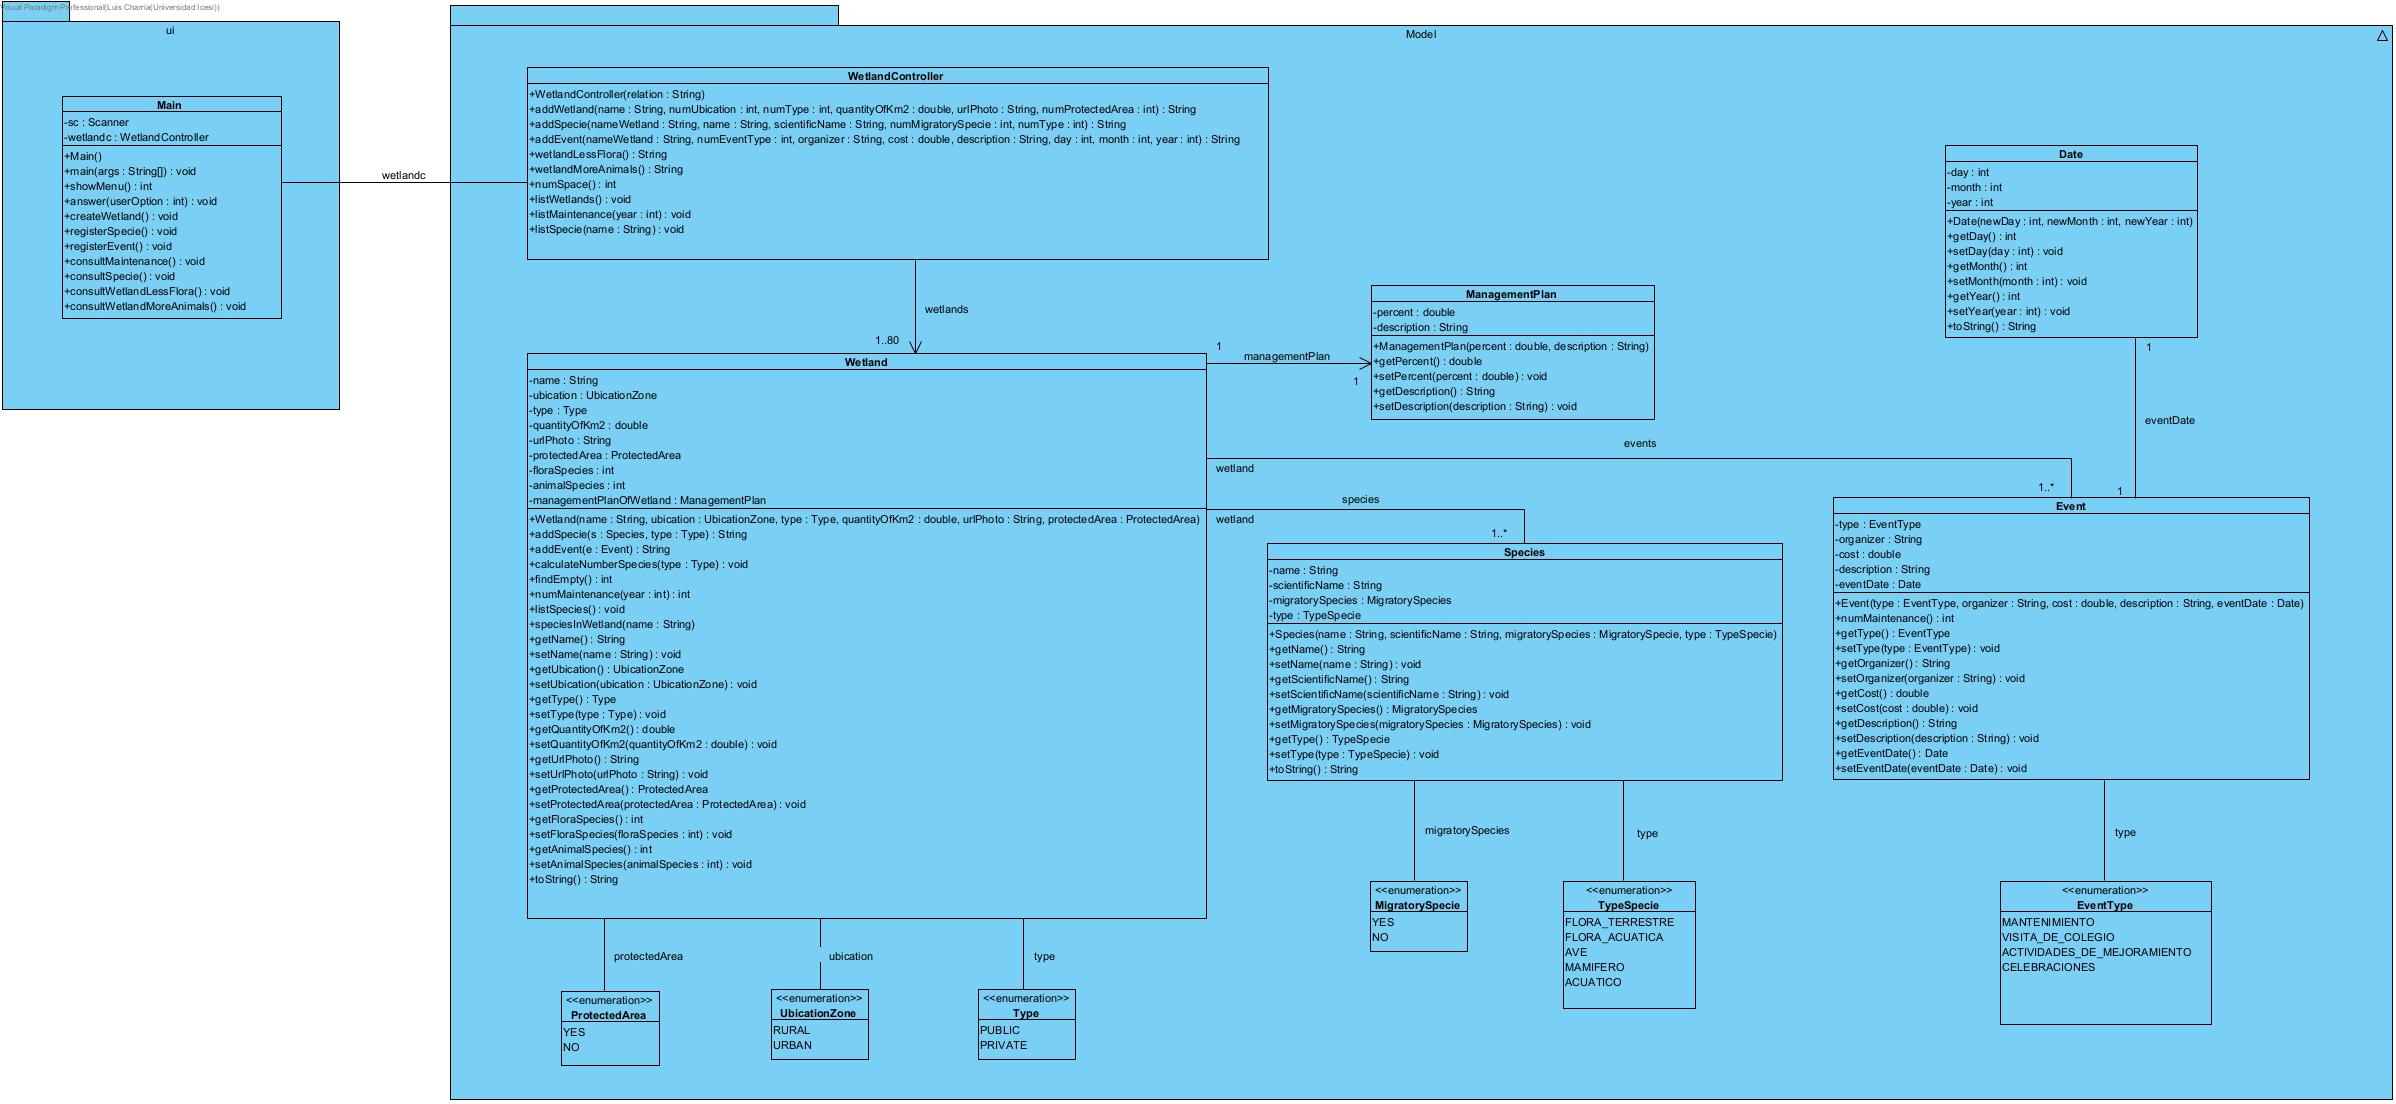 Visual Paradigm Professional(Luis Charria(Universidad Icesi))
ui
Main
-sc : Scanner
-wetlandc : WetlandController
+Main()
+main(args : String[]) : void
+showMenu() : int
+answer(userOption : int) : void
+createWetland() : void
+registerSpecie() : void
+registerEvent() : void
+consultMaintenance() : void
+consultSpecie() : void
+consultWetlandLessFlora() : void
+consultWetlandMoreAnimals() : void
wetlandc
Model
WetlandController
+WetlandController(relation : String)
+addWetland(name : String, numUbication : int, numType : int, quantityOfKm2 : double, urlPhoto : String, numProtectedArea : int) : String
+addSpecie(nameWetland : String, name : String, scientificName : String, numMigratorySpecie : int, numType : int) : String
+addEvent(nameWetland : String, numEventType : int, organizer : String, cost : double, description : String, day : int, month : int, year : int) : String
+wetlandLessFlora() : String
+wetlandMoreAnimals() : String
+numSpace() : int
+listWetlands() : void
+listMaintenance(year : int) : void
+listSpecie(name : String) : void
wetlands
1..80
Wetland
-name : String
-ubication : UbicationZone
-type : Type
-quantityOfKm2 : double
-urlPhoto : String
-protectedArea : ProtectedArea
-floraSpecies : int
-animalSpecies : int
-managementPlanOfWetland : ManagementPlan
+Wetland(name : String, ubication : UbicationZone, type : Type, quantityOfKm2 : double, urlPhoto : String, protectedArea : ProtectedArea)
+addSpecie(s : Species, type : Type) : String
+addEvent(e : Event) : String
+calculateNumberSpecies(type : Type) : void
+findEmpty() : int
+numMaintenance(year : int) : int
+listSpecies() : void
+speciesInWetland(name : String)
+getName() : String
+setName(name : String) : void
+getUbication() : UbicationZone
+setUbication(ubication : UbicationZone) : void
+getType() : Type
+setType(type : Type) : void
+getQuantityOfKm2() : double
+setQuantityOfKm2(quantityOfKm2 : double) : void
+getUrlPhoto() : String
+setUrlPhoto(urlPhoto : String) : void
+getProtectedArea() : ProtectedArea
+setProtectedArea(protectedArea : ProtectedArea) : void
+getFloraSpecies() : int
+setFloraSpecies(floraSpecies : int) : void
+getAnimalSpecies() : int
+setAnimalSpecies(animalSpecies : int) : void
+toString() : String
1
managementPlan
1
ManagementPlan
-percent : double
-description : String
+ManagementPlan(percent : double, description : String)
+getPercent() : double
+setPercent(percent : double) : void
+getDescription() : String
+setDescription(description : String) : void
Date
-day : int
-month : int
-year : int
+Date(newDay : int, newMonth : int, newYear : int)
+getDay() : int
+setDay(day : int) : void
+getMonth() : int
+setMonth(month : int) : void
+getYear() : int
+setYear(year : int) : void
+toString() : String
1
eventDate
1
events
wetland
1..*
species
wetland
1..*
Species
-name : String
-scientificName : String
-migratorySpecies : MigratorySpecies
-type : TypeSpecie
+Species(name : String, scientificName : String, migratorySpecies : MigratorySpecie, type : TypeSpecie)
+getName() : String
+setName(name : String) : void
+getScientificName() : String
+setScientificName(scientificName : String) : void
+getMigratorySpecies() : MigratorySpecies
+setMigratorySpecies(migratorySpecies : MigratorySpecies) : void
+getType() : TypeSpecie
+setType(type : TypeSpecie) : void
+toString() : String
Event
-type : EventType
-organizer : String
-cost : double
-description : String
-eventDate : Date
+Event(type : EventType, organizer : String, cost : double, description : String, eventDate : Date)
+numMaintenance() : int
+getType() : EventType
+setType(type : EventType) : void
+getOrganizer() : String
+setOrganizer(organizer : String) : void
+getCost() : double
+setCost(cost : double) : void
+getDescription() : String
+setDescription(description : String) : void
+getEventDate() : Date
+setEventDate(eventDate : Date) : void
protectedArea
ubication
type
migratorySpecies
type
type
<<enumeration>>
ProtectedArea
YES
NO
<<enumeration>>
UbicationZone
RURAL
URBAN
<<enumeration>>
Type
PUBLIC
PRIVATE
<<enumeration>>
MigratorySpecie
YES
NO
<<enumeration>>
TypeSpecie
FLORA_TERRESTRE
FLORA_ACUATICA
AVE
MAMIFERO
ACUATICO
<<enumeration>>
EventType
MANTENIMIENTO
VISITA_DE_COLEGIO
ACTIVIDADES_DE_MEJORAMIENTO
CELEBRACIONES